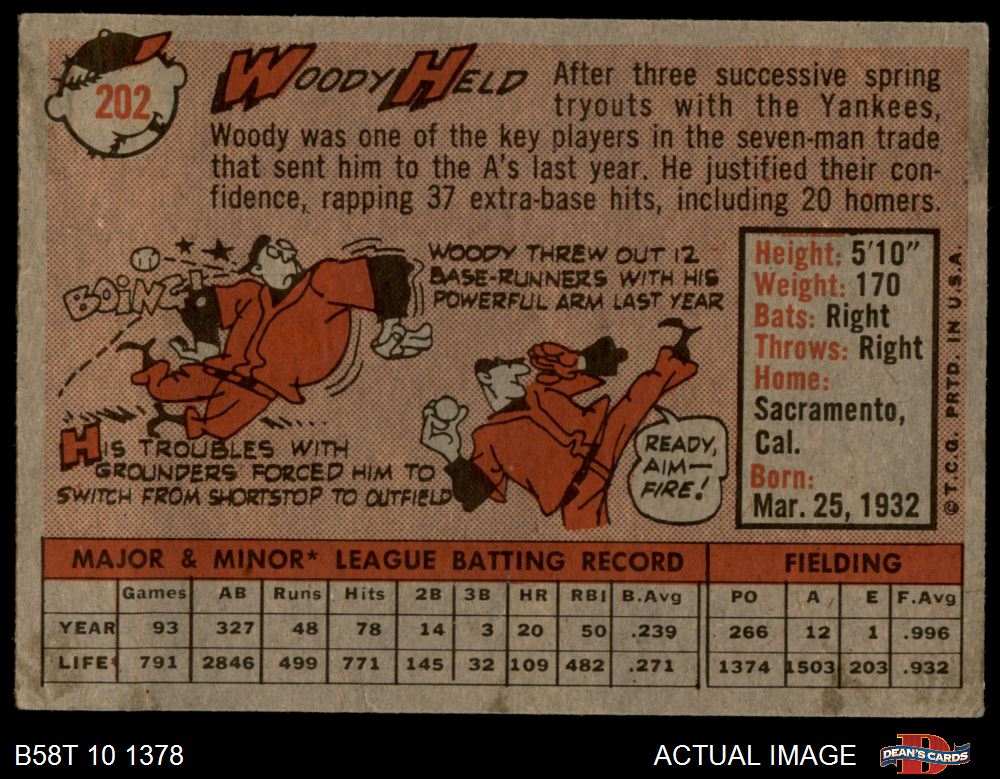 202
WOODY HELD
After three successive spring
tryouts with the Yankees,
Woody was one of the key players in the seven-man trade
that sent him to the A's last year. He justified their con-
fidence, rapping 37 extra-base hits, including 20 homers.
BOING!
WOODY THREW OUT 12
BASE-RUNNERS WITH HIS
POWERFUL ARM LAST YEAR
HIS TROUBLES WITH
GROUNDERS FORCED HIM TO
SWITCH FROM SHORTSTOP TO OUTFIELD
READY,
AIM—
FIRE!
Height: 5'10"
Weight: 170
Bats: Right
Throws: Right
Home:
Sacramento,
Cal.
Born:
Mar. 25, 1932
© T.C.G. PRTD. IN U.S.A.
MAJOR & MINOR* LEAGUE BATTING RECORD FIELDING
Games AB Runs Hits 2B 3B HR RBI B.Avg PO A E F.Avg
YEAR 93 327 48 78 14 3 20 50 .239 266 12 1 .996
LIFE* 791 2846 499 771 145 32 109 482 .271 1374 1503 203 .932
B58T 10 1378 ACTUAL IMAGE DEAN'S CARDS